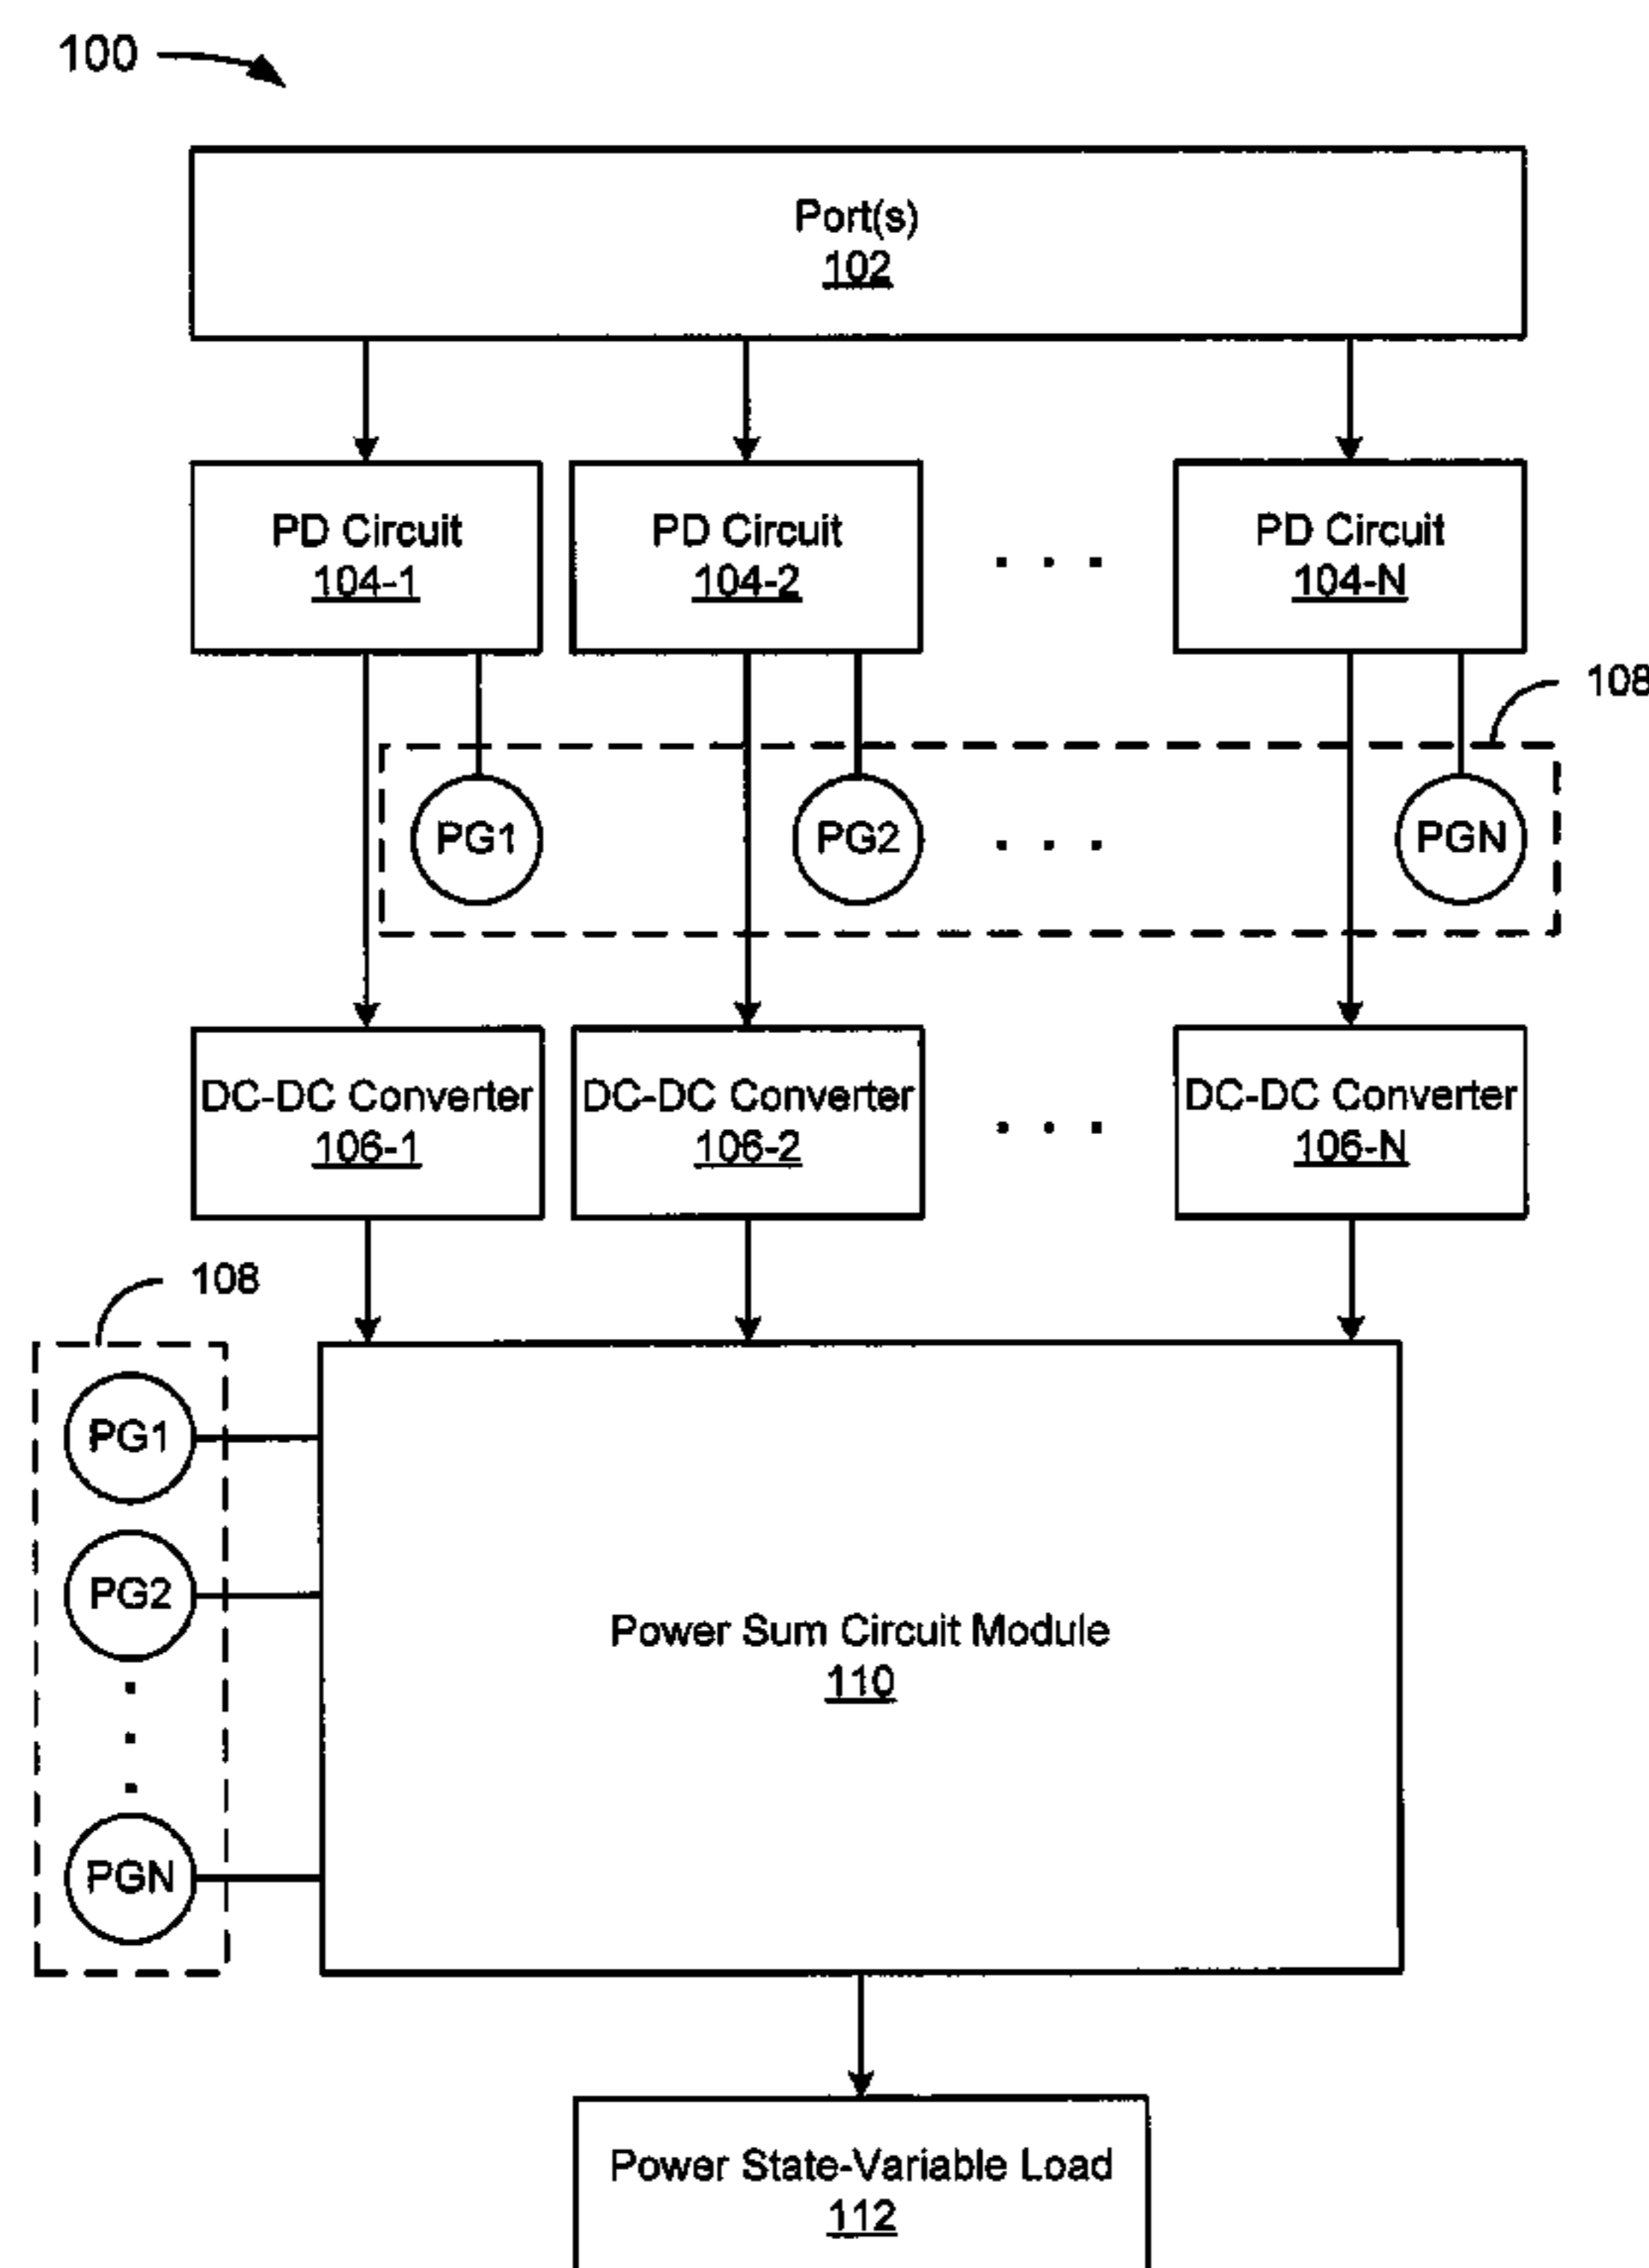 100
Port(s)
102
PD Circuit
104-1
PD Circuit
104-2
. . .
PD Circuit
104-N
108
PG1
PG2
. . .
PGN
DC-DC Converter
106-1
DC-DC Converter
106-2
. . .
DC-DC Converter
106-N
108
PG1
PG2
.
.
.
PGN
Power Sum Circuit Module
110
Power State-Variable Load
112